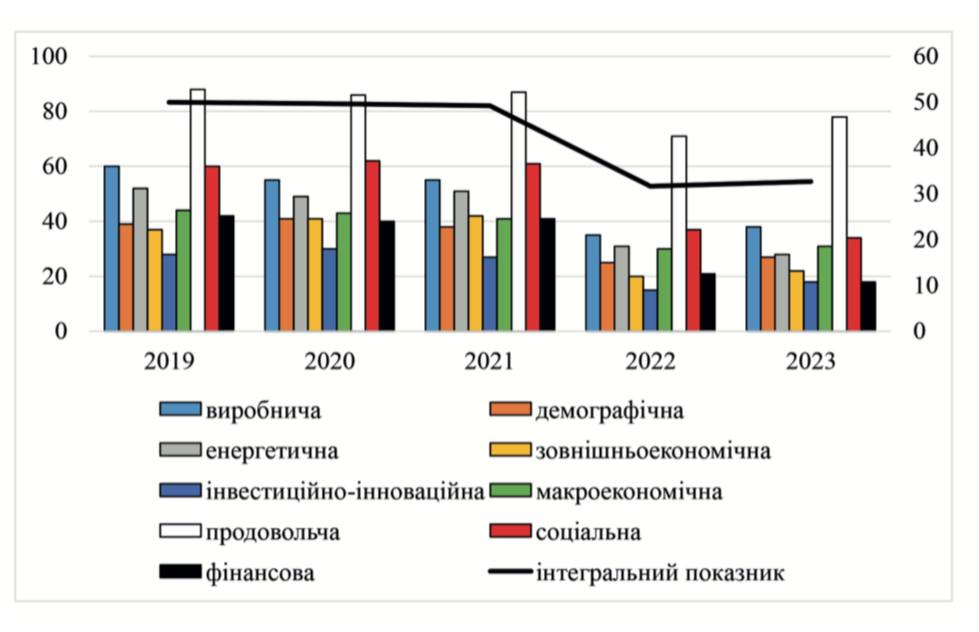 100
80
60
40
20
0
60
50
40
30
20
10
0
2019 2020 2021 2022 2023
виробнича демографічна
енергетична зовнішньоекономічна
інвестиційно-інноваційна макроекономічна
продовольча соціальна
фінансова інтегральний показник